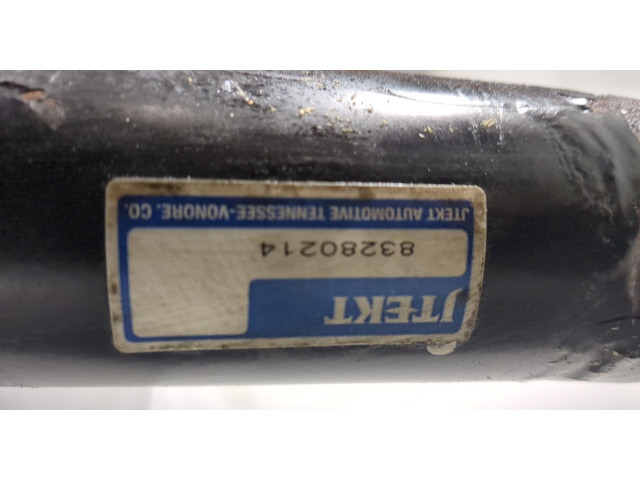 JTEKT
83280214
JTEKT AUTOMOTIVE TENNESSEE-VONORE. CO.